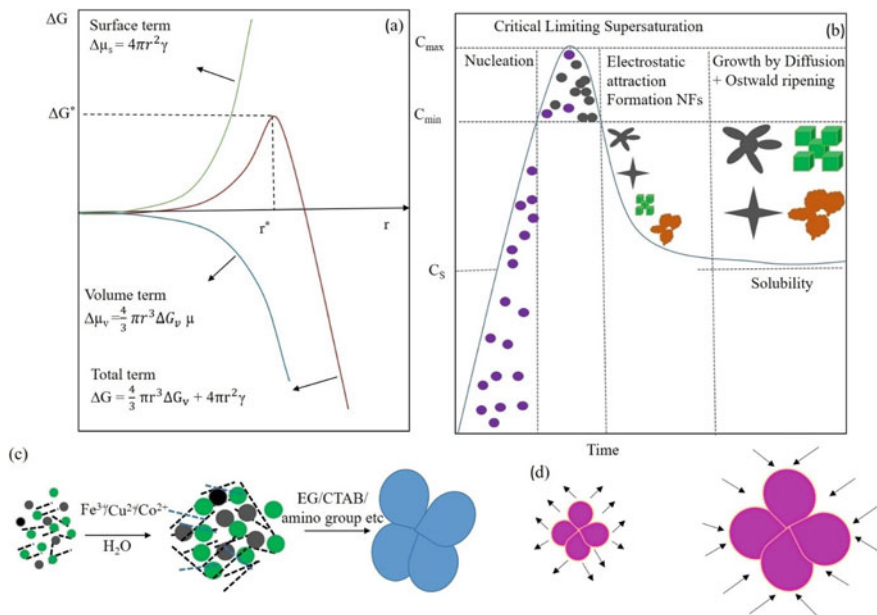 ΔG
(a)
Surface term
Δμₛ = 4πr²γ
ΔG*
r*
r
Volume term
Δμᵥ=4/3 πr³ΔGᵥ μ
Total term
ΔG = 4/3 πr³ΔGᵥ + 4πr²γ
Critical Limiting Supersaturation
(b)
Cmax
Nucleation
Electrostatic
attraction
Formation NFs
Growth by Diffusion
+ Ostwald ripening
Cmin
CS
Solubility
Time
(c)
Fe³⁺/Cu²⁺/Co²⁺
H₂O
EG/CTAB/
amino group etc
(d)